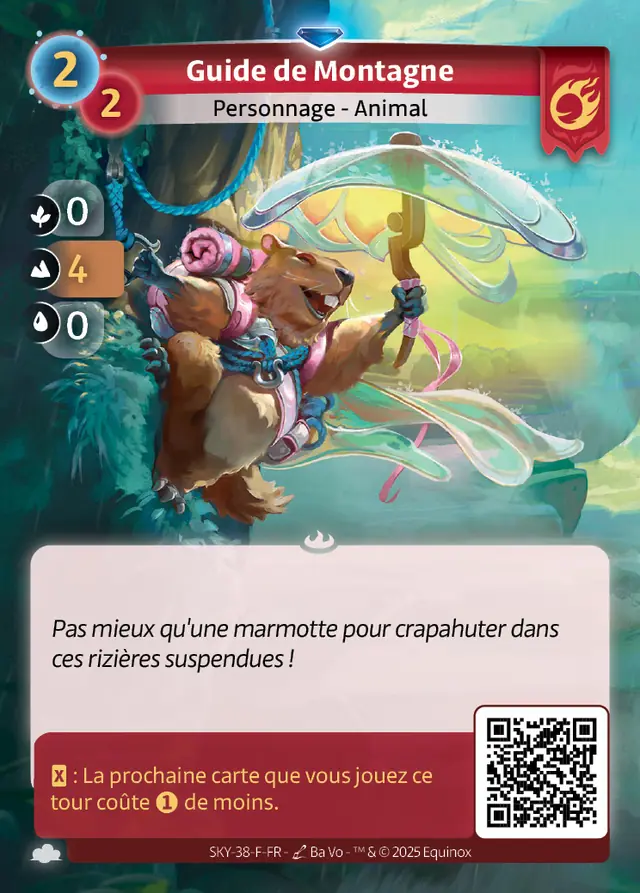 2
Guide de Montagne
2
Personnage - Animal
0
4
0
Pas mieux qu'une marmotte pour crapahuter dans
ces rizières suspendues !
X : La prochaine carte que vous jouez ce
tour coûte 1 de moins.
SKY-38-F-FR - Ba Vo - ™ & © 2025 Equinox